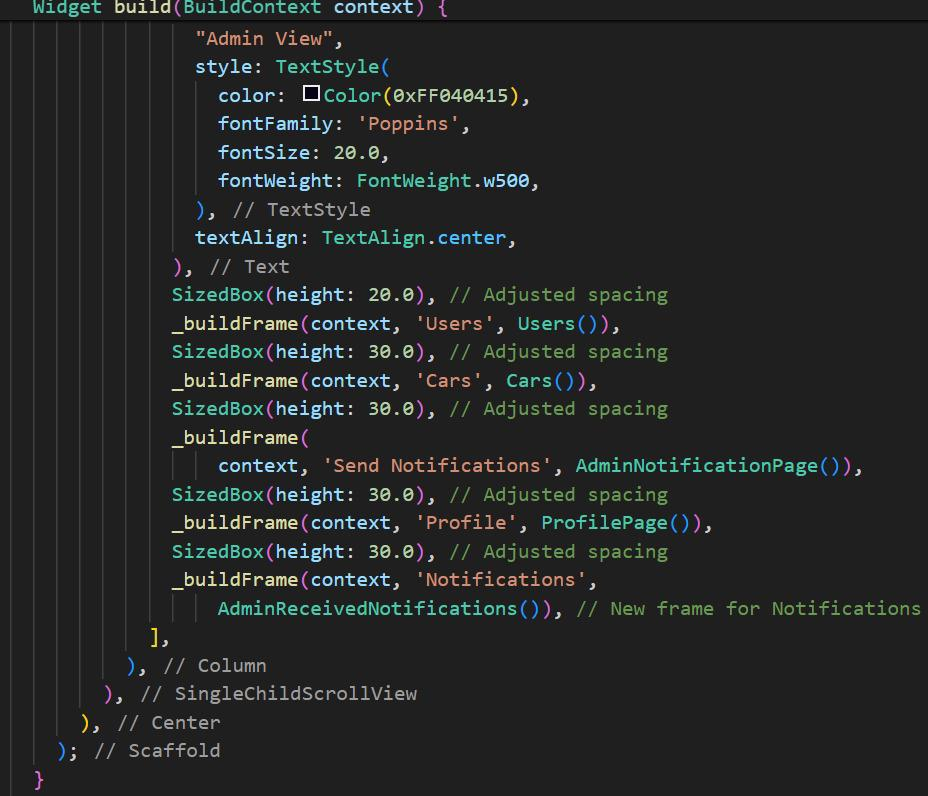 Widget build(BuildContext context) {
"Admin View",
style: TextStyle(
color: Color(0xFF040415),
fontFamily: 'Poppins',
fontSize: 20.0,
fontWeight: FontWeight.w500,
), // TextStyle
textAlign: TextAlign.center,
), // Text
SizedBox(height: 20.0), // Adjusted spacing
_buildFrame(context, 'Users', Users()),
SizedBox(height: 30.0), // Adjusted spacing
_buildFrame(context, 'Cars', Cars()),
SizedBox(height: 30.0), // Adjusted spacing
_buildFrame(
context, 'Send Notifications', AdminNotificationPage()),
SizedBox(height: 30.0), // Adjusted spacing
_buildFrame(context, 'Profile', ProfilePage()),
SizedBox(height: 30.0), // Adjusted spacing
_buildFrame(context, 'Notifications',
AdminReceivedNotifications()), // New frame for Notifications
],
), // Column
), // SingleChildScrollView
), // Center
); // Scaffold
}